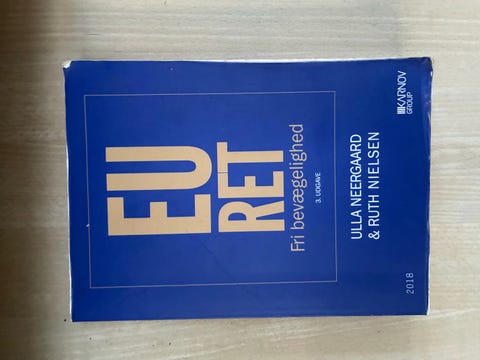 EU
RET
Fri bevægelighed
3. UDGAVE
ULLA NEERGAARD
& RUTH NIELSEN
KARNOV
GROUP
2018